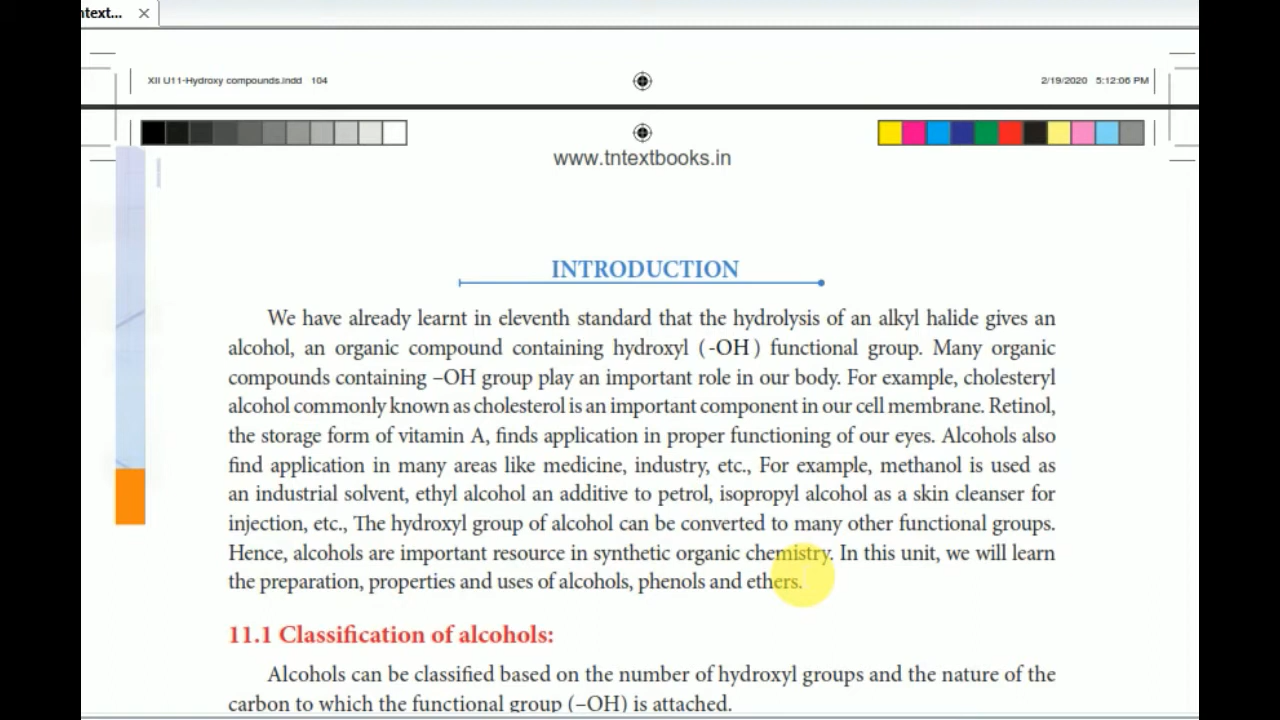 ntext...
XII U11-Hydroxy compounds.indd 104
2/19/2020 5:12:06 PM
www.tntextbooks.in
INTRODUCTION
We have already learnt in eleventh standard that the hydrolysis of an alkyl halide gives an
alcohol, an organic compound containing hydroxyl (-OH) functional group. Many organic
compounds containing –OH group play an important role in our body. For example, cholesteryl
alcohol commonly known as cholesterol is an important component in our cell membrane. Retinol,
the storage form of vitamin A, finds application in proper functioning of our eyes. Alcohols also
find application in many areas like medicine, industry, etc., For example, methanol is used as
an industrial solvent, ethyl alcohol an additive to petrol, isopropyl alcohol as a skin cleanser for
injection, etc., The hydroxyl group of alcohol can be converted to many other functional groups.
Hence, alcohols are important resource in synthetic organic chemistry. In this unit, we will learn
the preparation, properties and uses of alcohols, phenols and ethers.
11.1 Classification of alcohols:
Alcohols can be classified based on the number of hydroxyl groups and the nature of the
carbon to which the functional group (–OH) is attached.